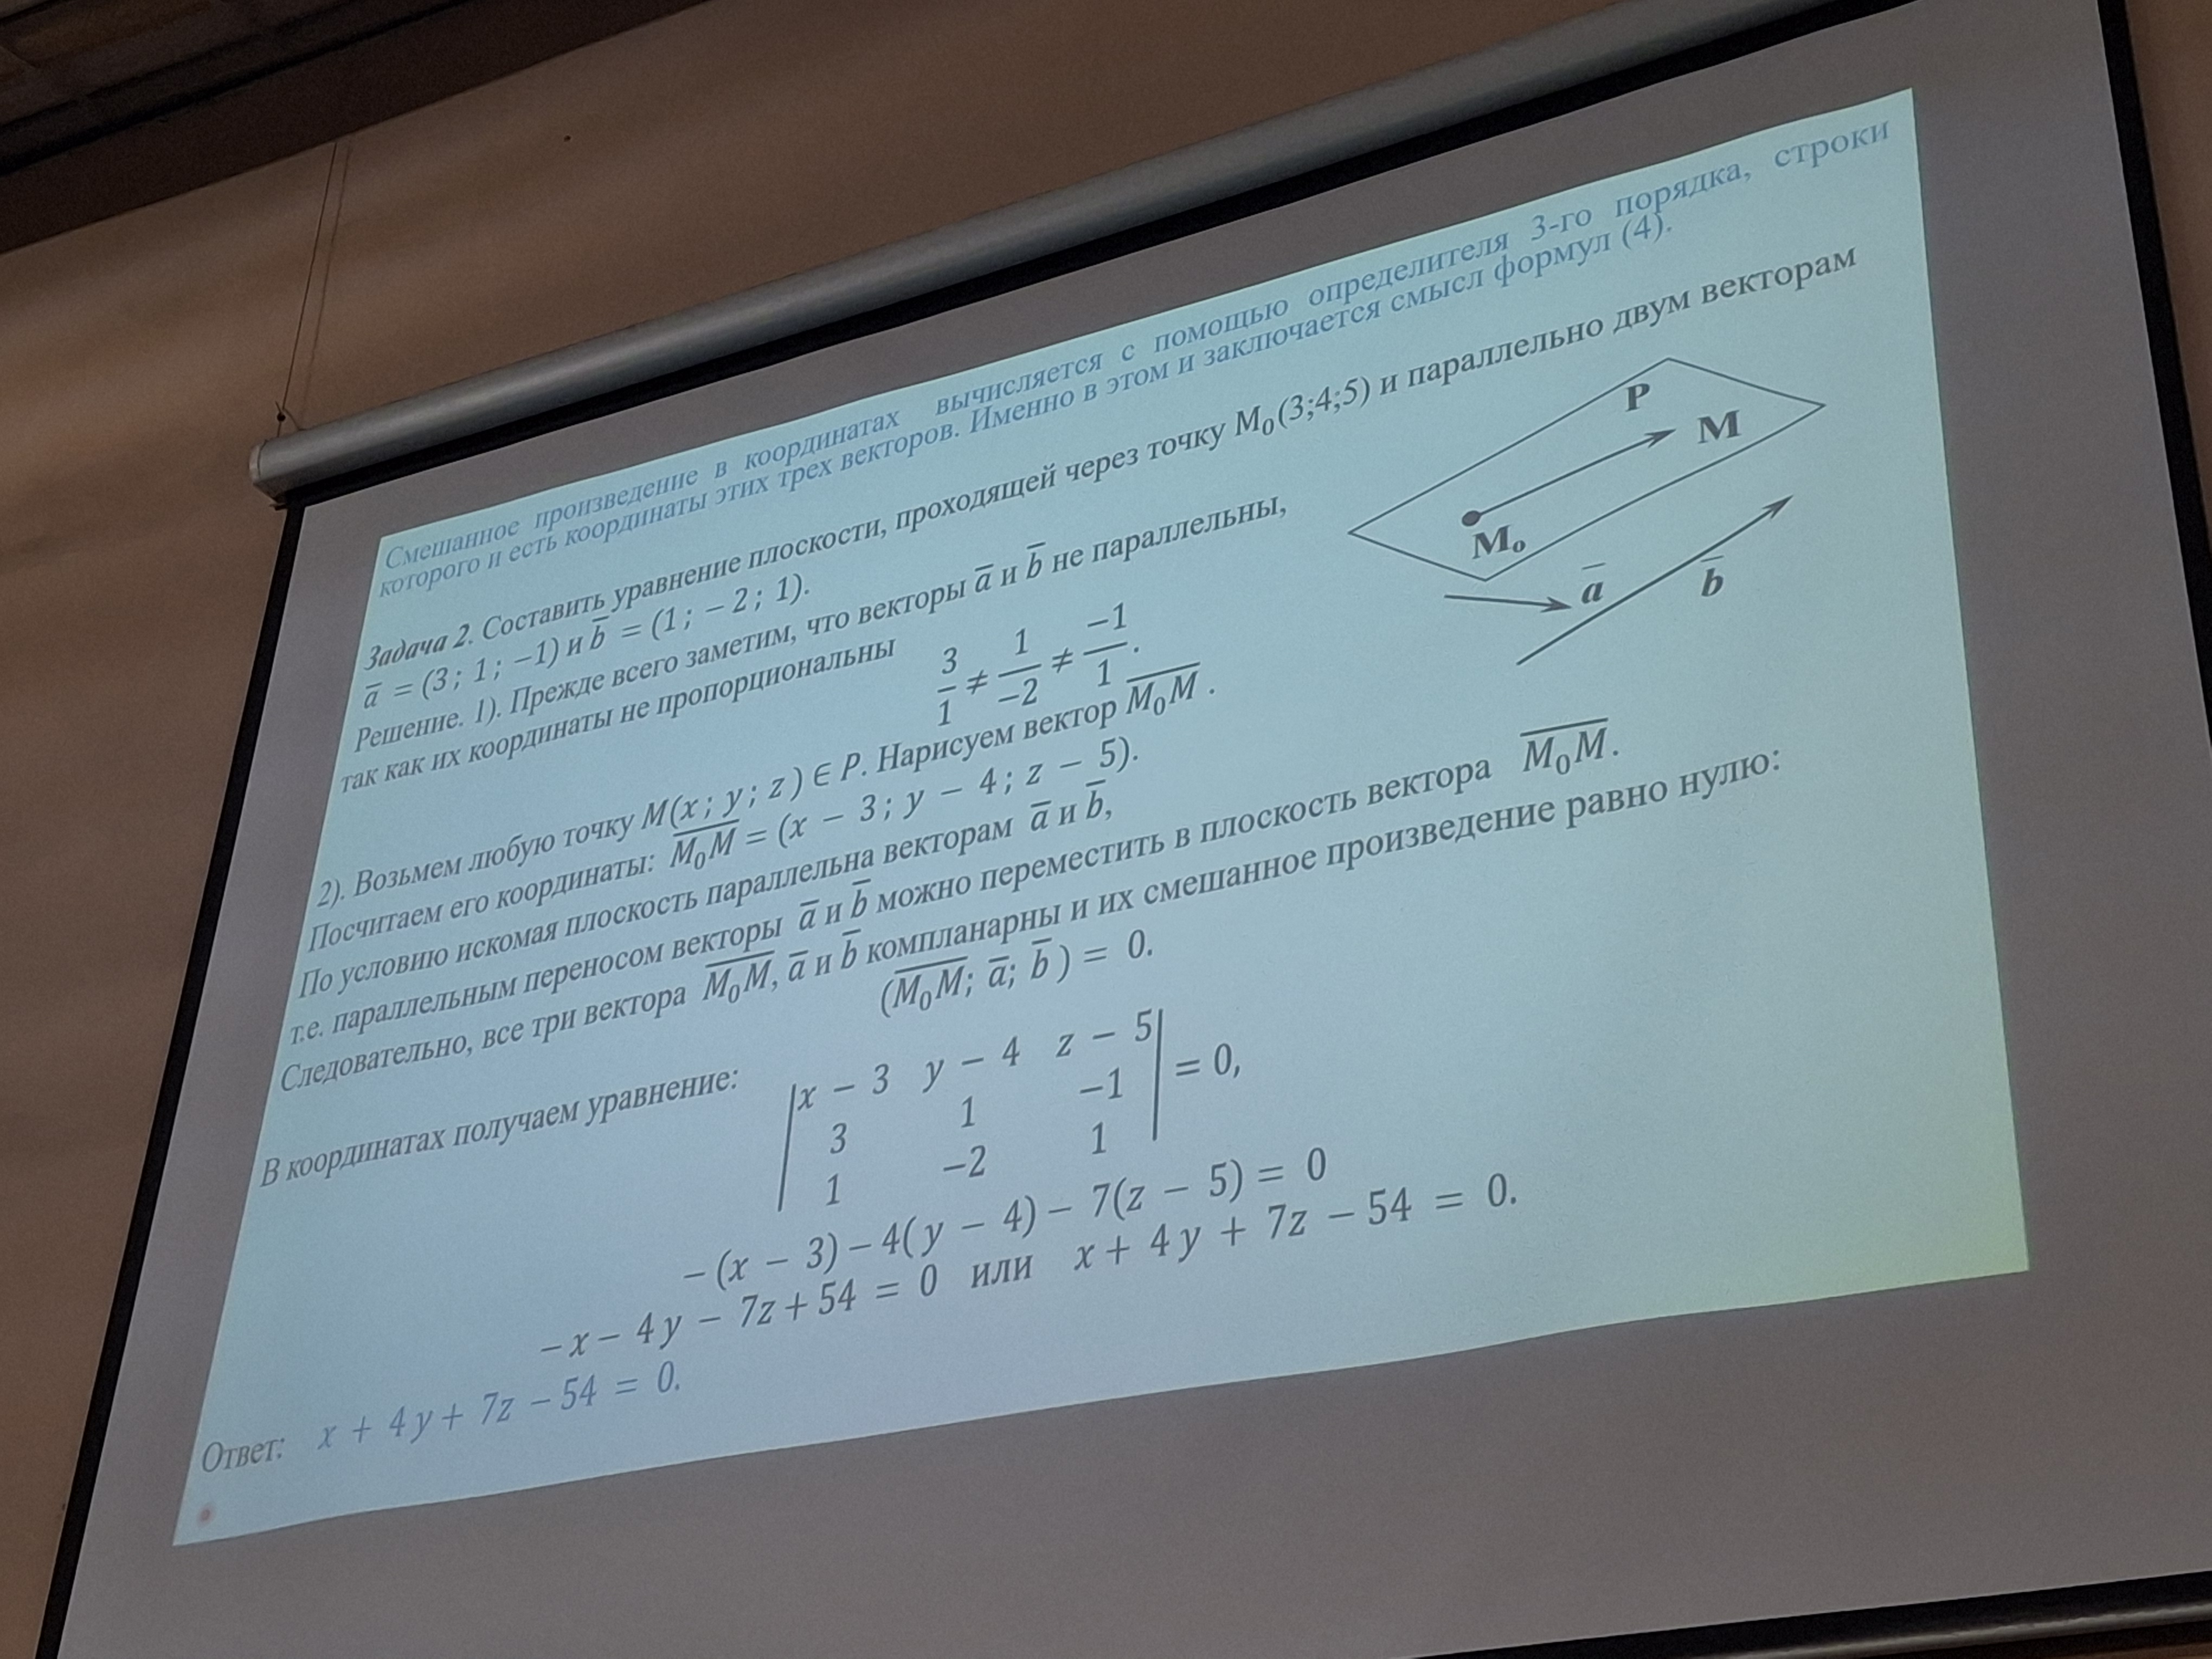 Смешанное произведение в координатах вычисляется с помощью определителя 3-го порядка, строки
которого и есть координаты этих трех векторов. Именно в этом и заключается смысл формул (4).
Задача 2. Составить уравнение плоскости, проходящей через точку M₀(3;4;5) и параллельно двум векторам
a̅ = (3; 1; −1) и b̅ = (1; −2; 1).
Решение. 1). Прежде всего заметим, что векторы a̅ и b̅ не параллельны,
так как их координаты не пропорциональны
3/1 ≠ 1/−2 ≠ −1/1.
P
M
M₀
a̅
b̅
2). Возьмем любую точку M(x; y; z) ∈ P. Нарисуем вектор M̅₀M̅.
Посчитаем его координаты: M̅₀M̅ = (x − 3; y − 4; z − 5).
По условию искомая плоскость параллельна векторам a̅ и b̅,
т.е. параллельным переносом векторы a̅ и b̅ можно переместить в плоскость вектора M̅₀M̅.
Следовательно, все три вектора M̅₀M̅, a̅ и b̅ компланарны и их смешанное произведение равно нулю:
(M̅₀M̅; a̅; b̅) = 0.
В координатах получаем уравнение:
|x − 3 y − 4 z − 5|
|3 1 −1| = 0,
|1 −2 1|
−(x − 3) − 4(y − 4) − 7(z − 5) = 0
−x − 4y − 7z + 54 = 0 или x + 4y + 7z − 54 = 0.
Ответ: x + 4y + 7z − 54 = 0.